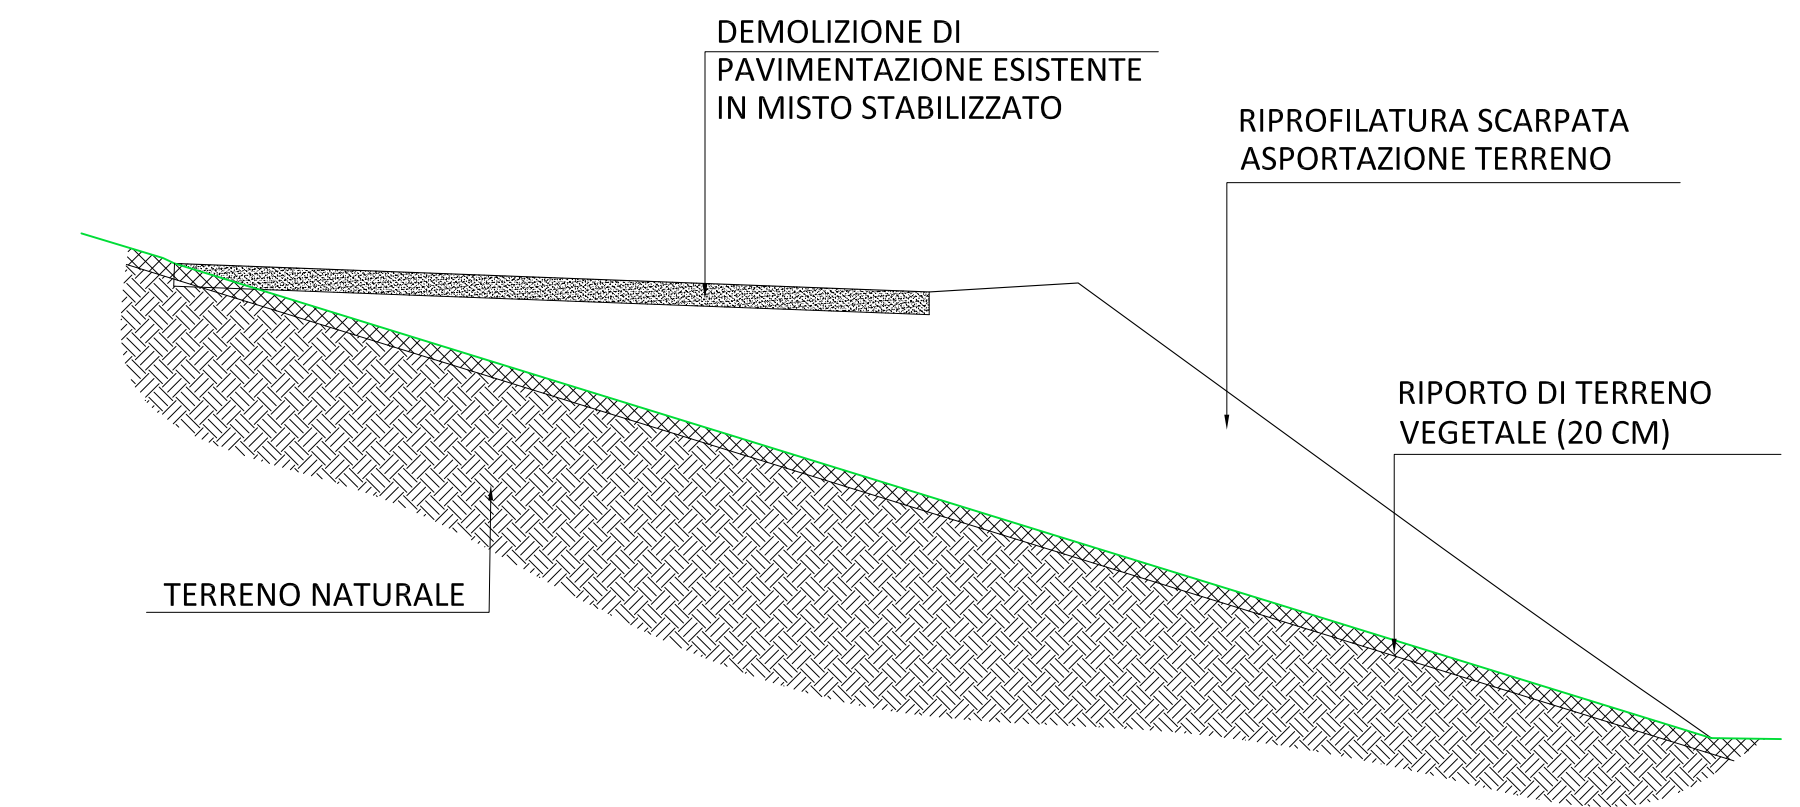 DEMOLIZIONE DI
PAVIMENTAZIONE ESISTENTE
IN MISTO STABILIZZATO
RIPROFILATURA SCARPATA
ASPORTAZIONE TERRENO
RIPORTO DI TERRENO
VEGETALE (20 CM)
TERRENO NATURALE